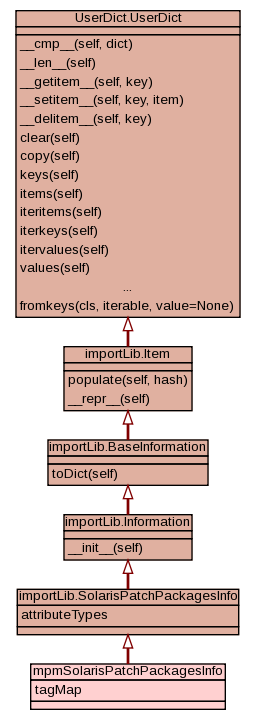 UserDict.UserDict
__cmp__(self, dict)
__len__(self)
__getitem__(self, key)
__setitem__(self, key, item)
__delitem__(self, key)
clear(self)
copy(self)
keys(self)
items(self)
iteritems(self)
iterkeys(self)
itervalues(self)
values(self)
...
fromkeys(cls, iterable, value=None)
importLib.Item
populate(self, hash)
__repr__(self)
importLib.BaseInformation
toDict(self)
importLib.Information
__init__(self)
importLib.SolarisPatchPackagesInfo
attributeTypes
mpmSolarisPatchPackagesInfo
tagMap